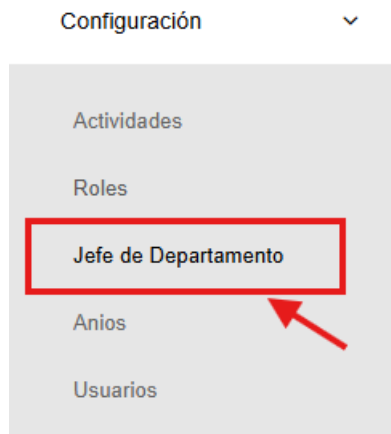 Configuración
Actividades
Roles
Jefe de Departamento
Anios
Usuarios